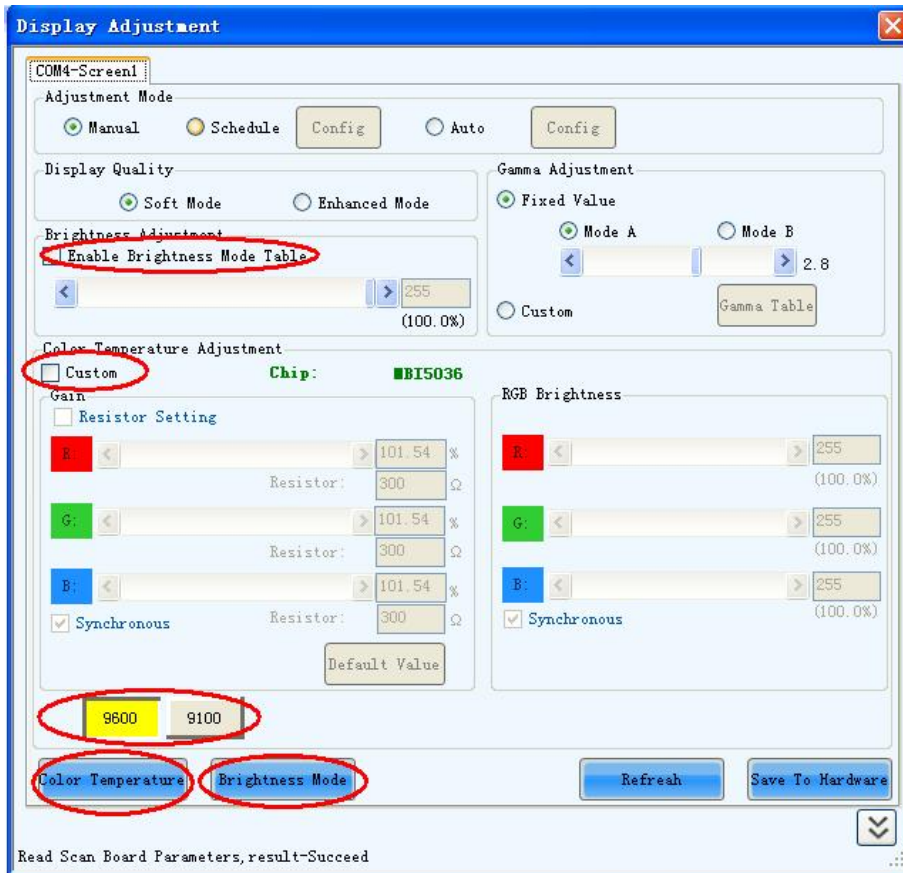 Display Adjustment
COM4-Screen1
Adjustment Mode
Manual Schedule Config Auto Config
Display Quality
Soft Mode Enhanced Mode
Gamma Adjustment
Fixed Value
Mode A Mode B
2.8
Custom Gamma Table
Brightness Adjustment
Enable Brightness Mode Table
255
(100.0%)
Color Temperature Adjustment
Custom Chip: MBI5036
Gain
Resistor Setting
R: 101.54 %
Resistor: 300 Ω
G: 101.54 %
Resistor: 300 Ω
B: 101.54 %
Synchronous Resistor: 300 Ω
Default Value
RGB Brightness
R: 255
(100.0%)
G: 255
(100.0%)
B: 255
(100.0%)
Synchronous
9600 9100
Color Temperature Brightness Mode Refreah Save To Hardware
Read Scan Board Parameters,result-Succeed